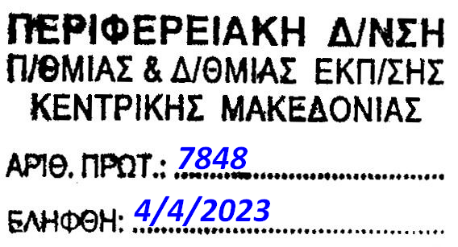 ΠΕΡΙΦΕΡΕΙΑΚΗ Δ/ΝΣΗ
Π/ΘΜΙΑΣ & Δ/ΘΜΙΑΣ ΕΚΠ/ΣΗΣ
ΚΕΝΤΡΙΚΗΣ ΜΑΚΕΔΟΝΙΑΣ
ΑΡΙΘ. ΠΡΩΤ.: 7848
ΕΛΗΦΘΗ: 4/4/2023